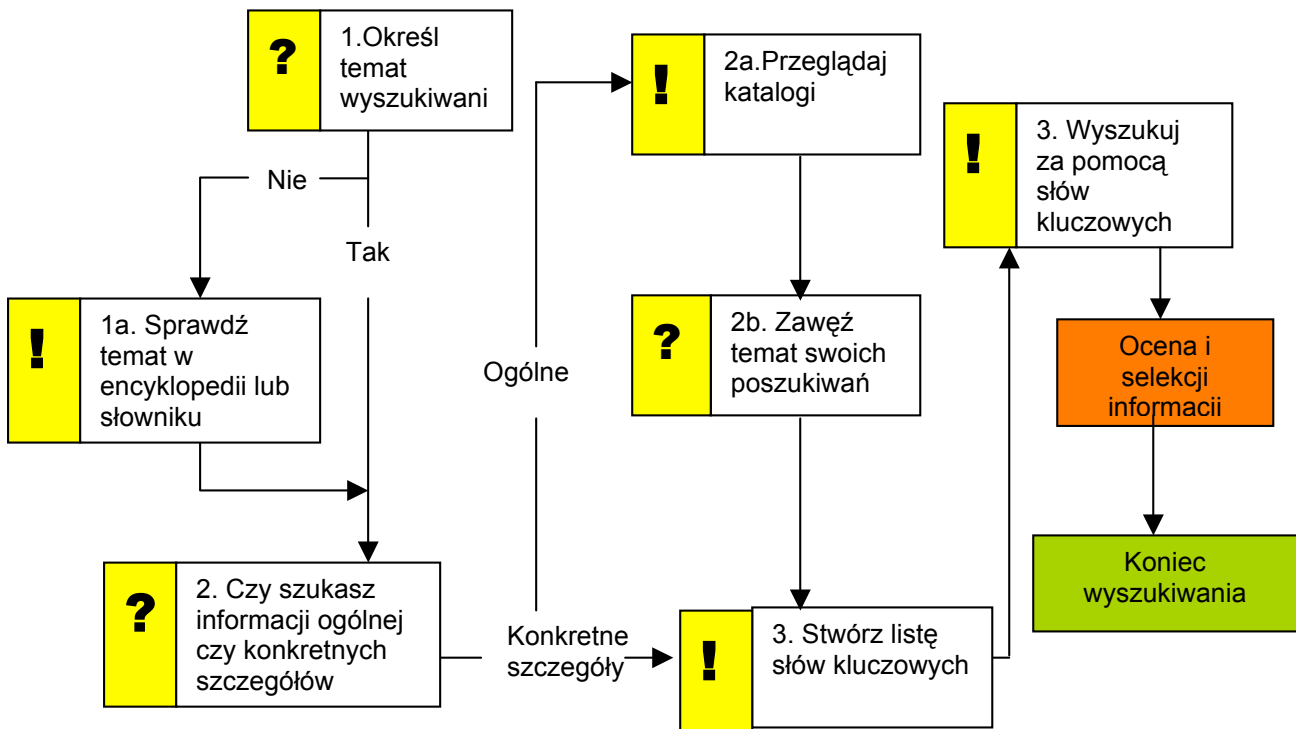 ?
1.Określ
temat
wyszukiwani
Nie
Tak
!
1a. Sprawdź
temat w
encyklopedii lub
słowniku
?
2. Czy szukasz
informacji ogólnej
czy konkretnych
szczegółów
Ogólne
Konkretne
szczegóły
!
2a.Przeglądaj
katalogi
?
2b. Zawęź
temat swoich
poszukiwań
!
3. Stwórz listę
słów kluczowych
!
3. Wyszukuj
za pomocą
słów
kluczowych
Ocena i
selekcji
informacii
Koniec
wyszukiwania